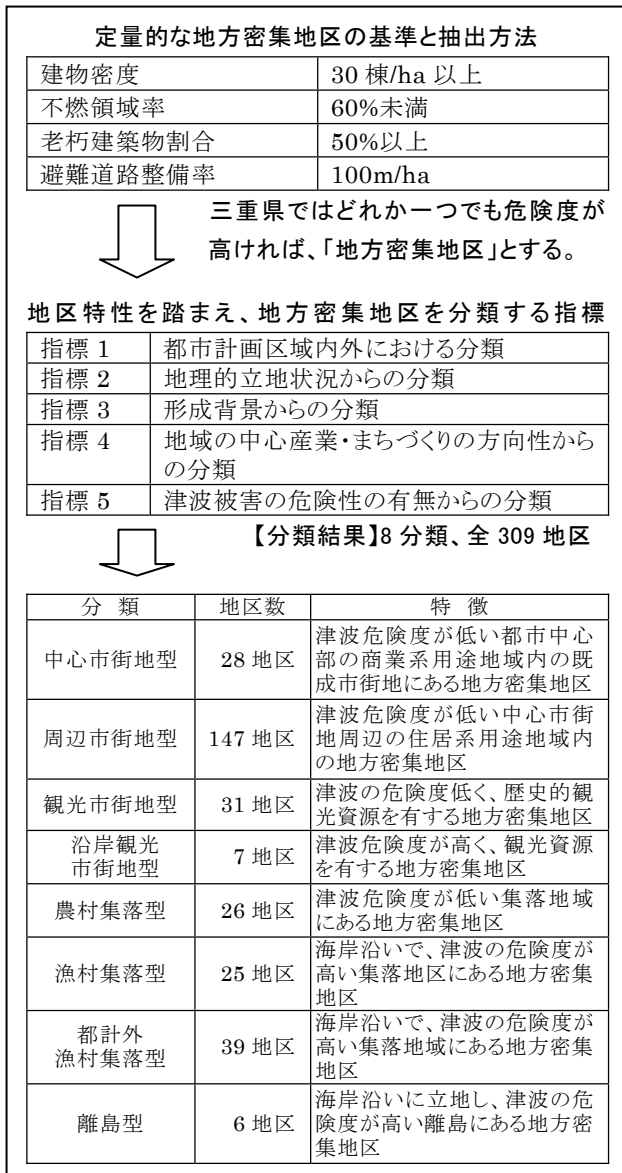 定量的な地方密集地区の基準と抽出方法
建物密度 30 棟/ha 以上
不燃領域率 60%未満
老朽建築物割合 50%以上
避難道路整備率 100m/ha
三重県ではどれか一つでも危険度が
高ければ、「地方密集地区」とする。
地区特性を踏まえ、地方密集地区を分類する指標
指標 1 都市計画区域内外における分類
指標 2 地理的立地状況からの分類
指標 3 形成背景からの分類
指標 4 地域の中心産業・まちづくりの方向性から
の分類
指標 5 津波被害の危険性の有無からの分類
【分類結果】8 分類、全 309 地区
分 類 地区数 特 徴
津波危険度が低い都市中心
中心市街地型 28 地区 部の商業系用途地域内の既
成市街地にある地方密集地区
津波危険度が低い中心市街
周辺市街地型 147 地区 地周辺の住居系用途地域内
の地方密集地区
観光市街地型 31 地区 津波の危険度低く、歴史的観
光資源を有する地方密集地区
沿岸観光
市街地型 7 地区 津波危険度が高く、観光資源
を有する地方密集地区
農村集落型 26 地区 津波危険度が低い集落地域
にある地方密集地区
海岸沿いで、津波の危険度が
漁村集落型 25 地区 高い集落地区にある地方密集
地区
都計外
漁村集落型 39 地区 海岸沿いで、津波の危険度が
高い集落地域にある地方密集
地区
海岸沿いに立地し、津波の危
離島型 6 地区 険度が高い離島にある地方密
集地区